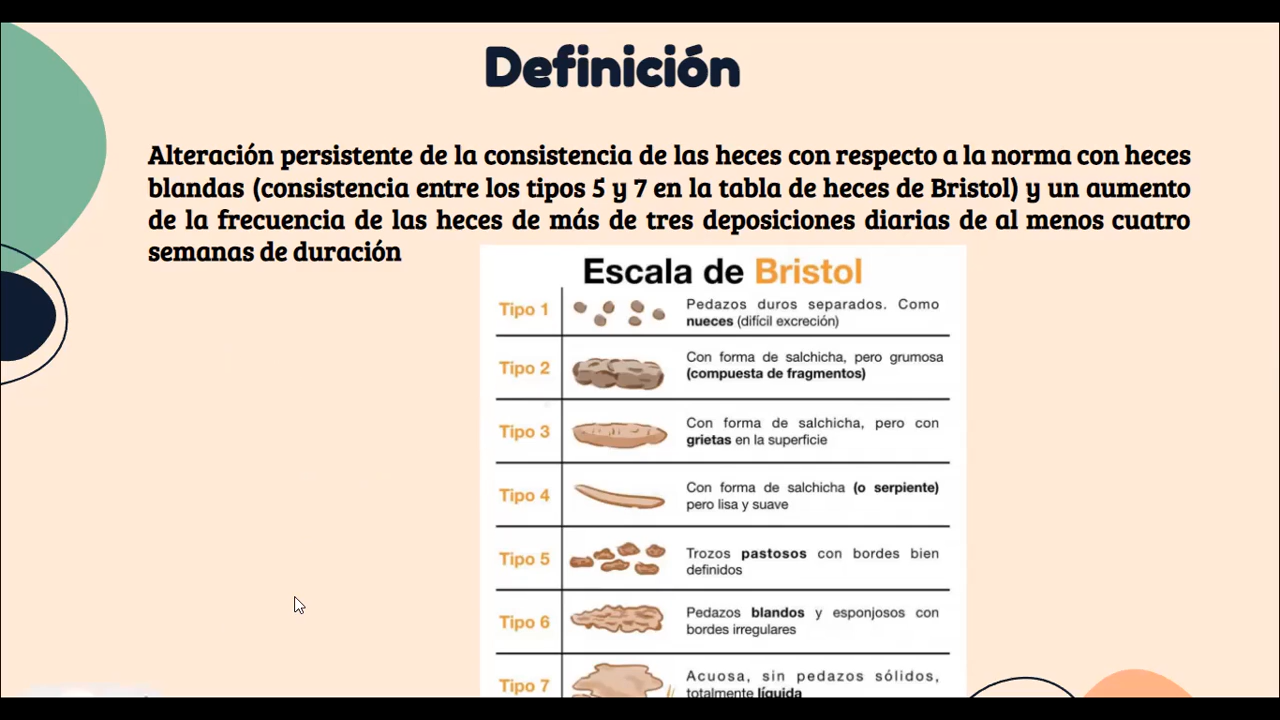 Definición
Alteración persistente de la consistencia de las heces con respecto a la norma con heces
blandas (consistencia entre los tipos 5 y 7 en la tabla de heces de Bristol) y un aumento
de la frecuencia de las heces de más de tres deposiciones diarias de al menos cuatro
semanas de duración
Escala de Bristol
Tipo 1
Pedazos duros separados. Como
nueces (difícil excreción)
Tipo 2
Con forma de salchicha, pero grumosa
(compuesta de fragmentos)
Tipo 3
Con forma de salchicha, pero con
grietas en la superficie
Tipo 4
Con forma de salchicha (o serpiente)
pero lisa y suave
Tipo 5
Trozos pastosos con bordes bien
definidos
Tipo 6
Pedazos blandos y esponjosos con
bordes irregulares
Tipo 7
Acuosa, sin pedazos sólidos,
totalmente líquida